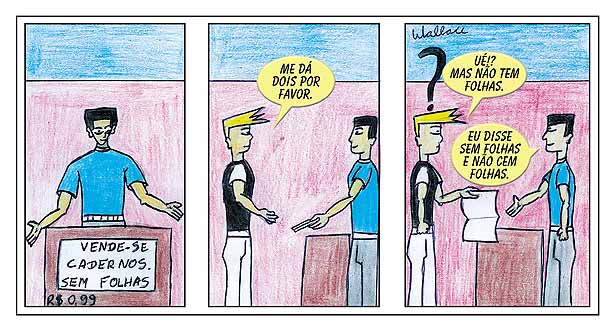 VENDE-SE
CADERNOS.
SEM FOLHAS
R$ 0,99
ME DÁ
DOIS POR
FAVOR.
Wallace
?
UÉ!?
MAS NÃO TEM
FOLHAS.
EU DISSE
SEM FOLHAS
E NÃO CEM
FOLHAS.